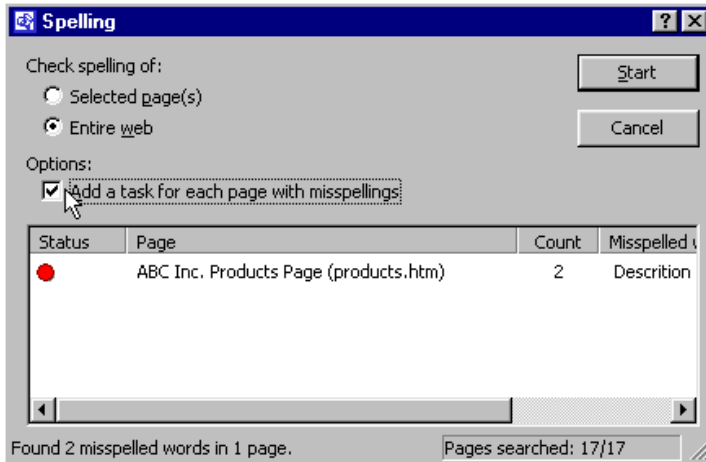 Spelling
Check spelling of:
Start
Selected page(s)
Entire web
Cancel
Options:
Add a task for each page with misspellings
Status Page Count Misspelled
ABC Inc. Products Page (products.htm) 2 Descrition
Found 2 misspelled words in 1 page. Pages searched: 17/17